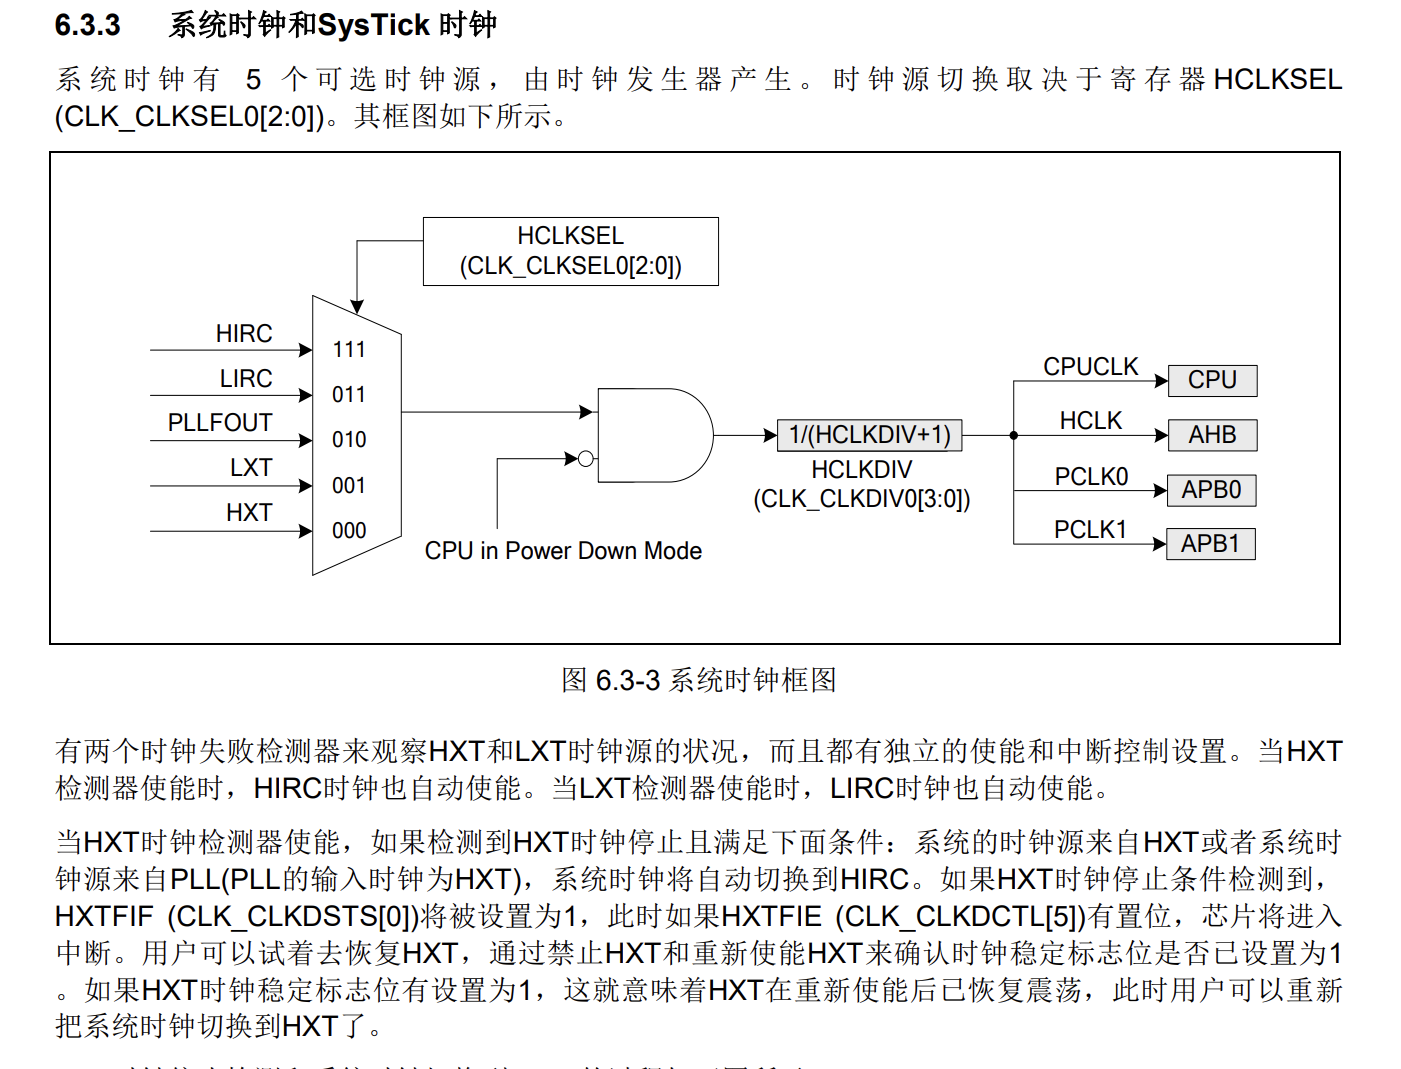 6.3.3 系统时钟和SysTick 时钟
系统时钟有 5 个可选时钟源，由时钟发生器产生。时钟源切换取决于寄存器HCLKSEL
(CLK_CLKSEL0[2:0])。其框图如下所示。
HCLKSEL
(CLK_CLKSEL0[2:0])
HIRC
111
LIRC
011
PLLFOUT
010
LXT
001
HXT
000
CPU in Power Down Mode
1/(HCLKDIV+1)
HCLKDIV
(CLK_CLKDIV0[3:0])
CPUCLK
CPU
HCLK
AHB
PCLK0
APB0
PCLK1
APB1
图 6.3-3 系统时钟框图
有两个时钟失败检测器来观察HXT和LXT时钟源的状况，而且都有独立的使能和中断控制设置。当HXT
检测器使能时，HIRC时钟也自动使能。当LXT检测器使能时，LIRC时钟也自动使能。
当HXT时钟检测器使能，如果检测到HXT时钟停止且满足下面条件：系统的时钟源来自HXT或者系统时
钟源来自PLL(PLL的输入时钟为HXT)，系统时钟将自动切换到HIRC。如果HXT时钟停止条件检测到，
HXTFIF (CLK_CLKDSTS[0])将被设置为1，此时如果HXTFIE (CLK_CLKDCTL[5])有置位，芯片将进入
中断。用户可以试着去恢复HXT，通过禁止HXT和重新使能HXT来确认时钟稳定标志位是否已设置为1
。如果HXT时钟稳定标志位有设置为1，这就意味着HXT在重新使能后已恢复震荡，此时用户可以重新
把系统时钟切换到HXT了。